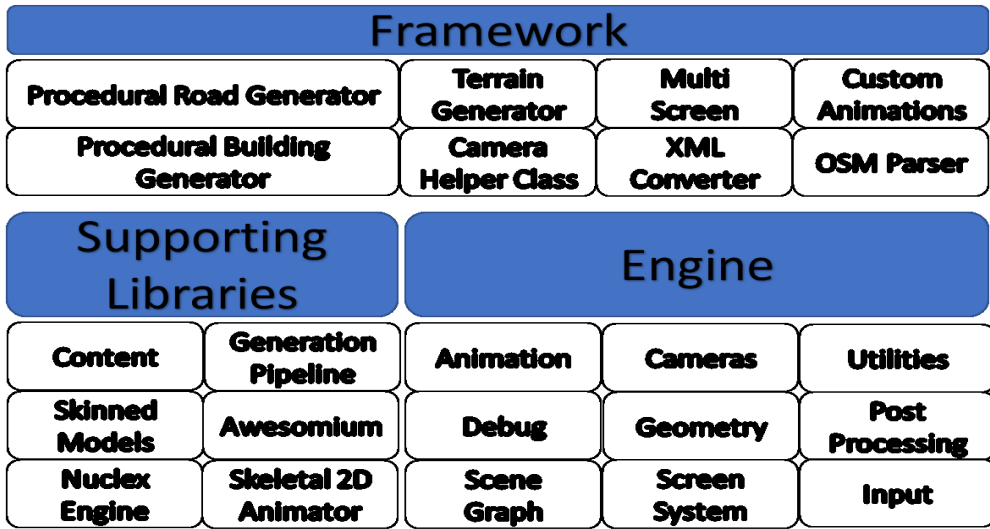 Framework
Procedural Road Generator
Terrain
Generator
Multi
Screen
Custom
Animations
Procedural Building
Generator
Camera
Helper Class
XML
Converter
OSM Parser
Supporting
Libraries
Engine
Content
Generation
Pipeline
Animation
Cameras
Utilities
Skinned
Models
Awesomium
Debug
Geometry
Post
Processing
Nuclex
Engine
Skeletal 2D
Animator
Scene
Graph
Screen
System
Input